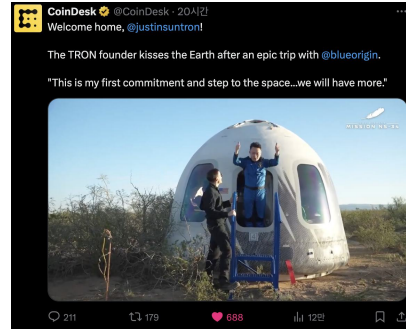 CoinDesk @CoinDesk · 20시간
Welcome home, @justinsuntron!
The TRON founder kisses the Earth after an epic trip with @blueorigin.
"This is my first commitment and step to the space...we will have more."
211 179 688 12만